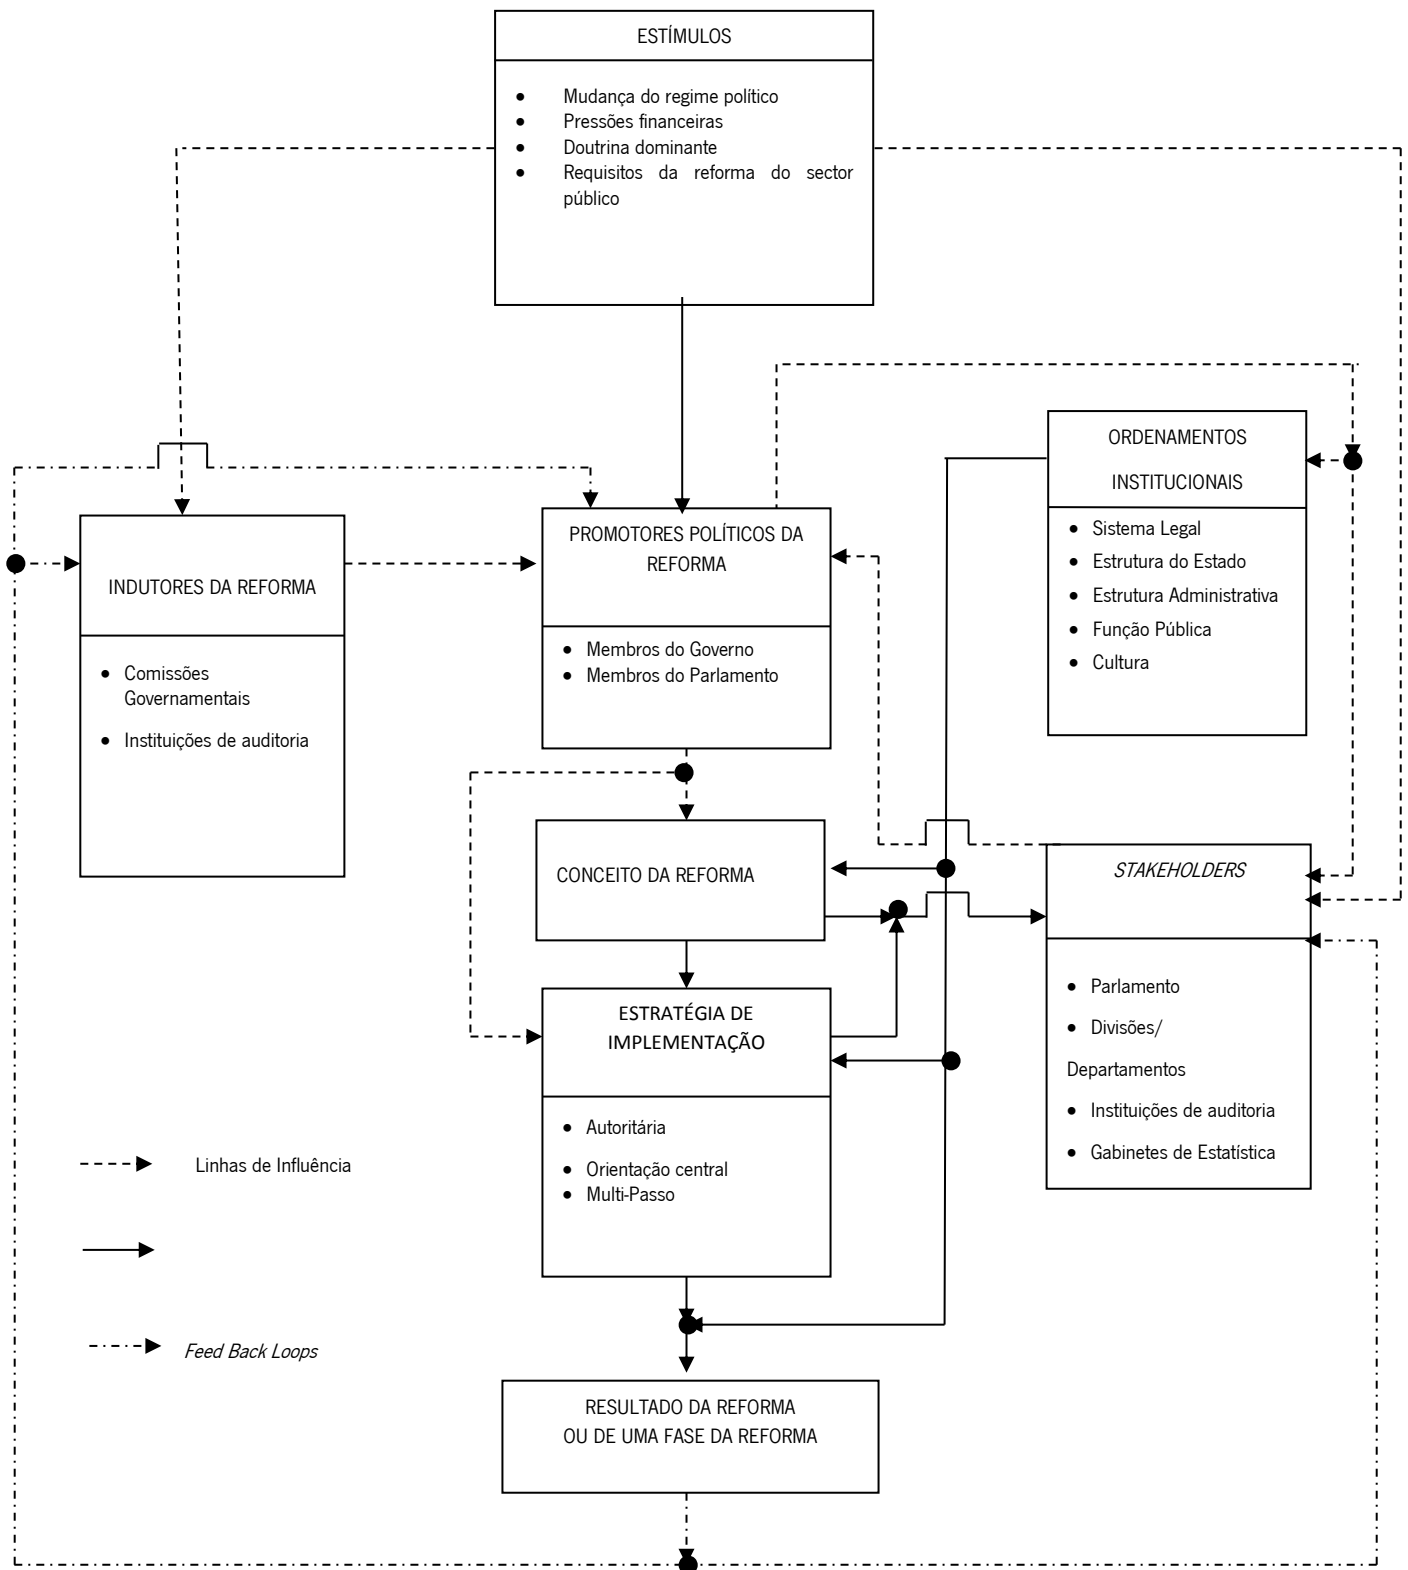 ESTÍMULOS
• Mudança do regime político
• Pressões financeiras
• Doutrina dominante
• Requisitos da reforma do sector
público
ORDENAMENTOS
INSTITUCIONAIS
• Sistema Legal
• Estrutura do Estado
• Estrutura Administrativa
• Função Pública
• Cultura
PROMOTORES POLÍTICOS DA
REFORMA
• Membros do Governo
• Membros do Parlamento
INDUTORES DA REFORMA
• Comissões
Governamentais
• Instituições de auditoria
CONCEITO DA REFORMA
STAKEHOLDERS
• Parlamento
• Divisões/
Departamentos
• Instituições de auditoria
• Gabinetes de Estatística
ESTRATÉGIA DE
IMPLEMENTAÇÃO
• Autoritária
• Orientação central
• Multi-Passo
Linhas de Influência
Feed Back Loops
RESULTADO DA REFORMA
OU DE UMA FASE DA REFORMA